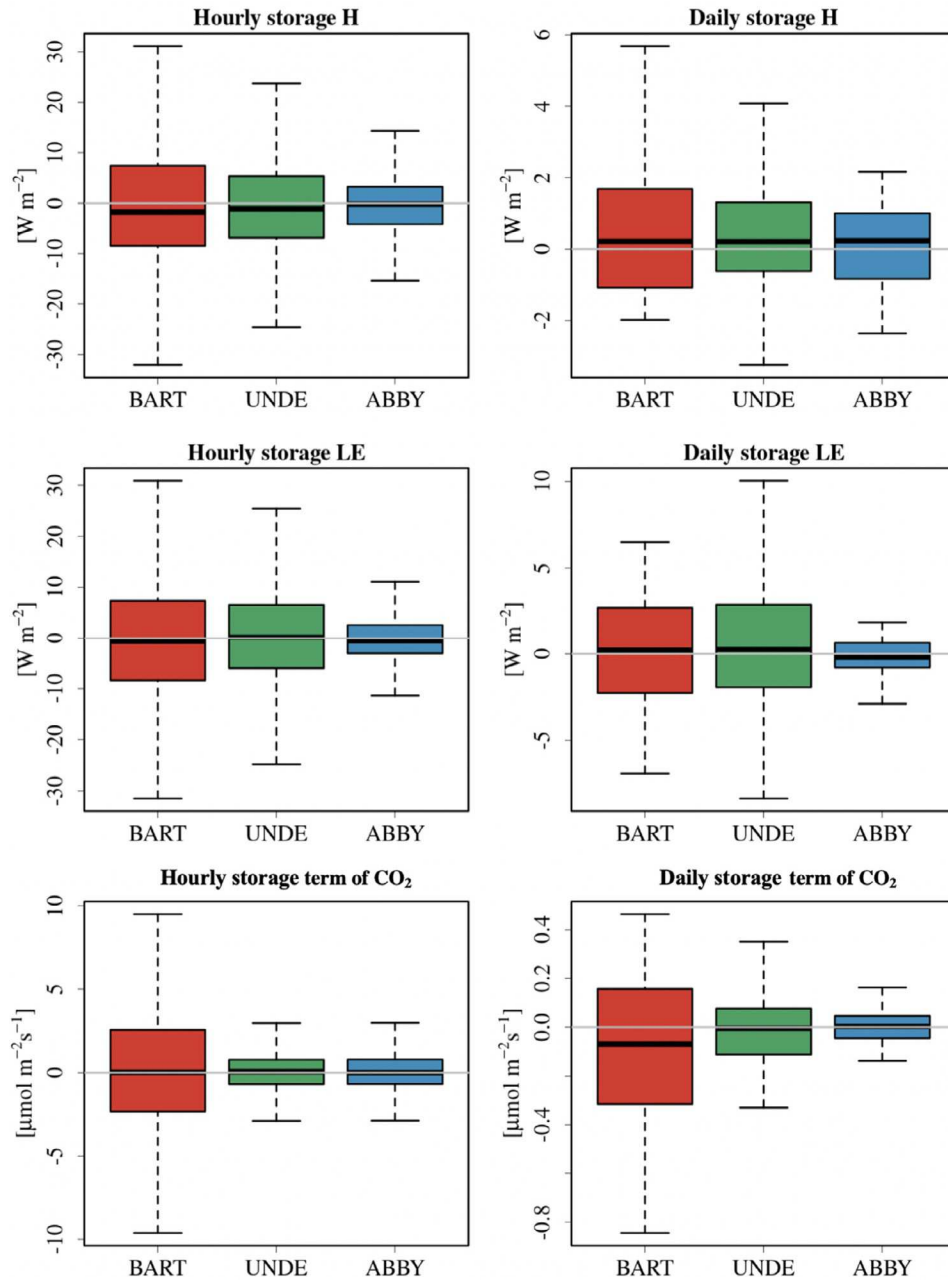 Hourly storage H
[W m⁻²]
30
20
10
0
-10
-20
-30
BART UNDE ABBY
Daily storage H
[W m⁻²]
6
4
2
0
-2
BART UNDE ABBY
Hourly storage LE
[W m⁻²]
30
20
10
0
-10
-20
-30
BART UNDE ABBY
Daily storage LE
[W m⁻²]
10
5
0
-5
BART UNDE ABBY
Hourly storage term of CO₂
[μmol m⁻²s⁻¹]
10
5
0
-5
-10
BART UNDE ABBY
Daily storage term of CO₂
[μmol m⁻²s⁻¹]
0.4
0.2
0.0
-0.4
-0.8
BART UNDE ABBY